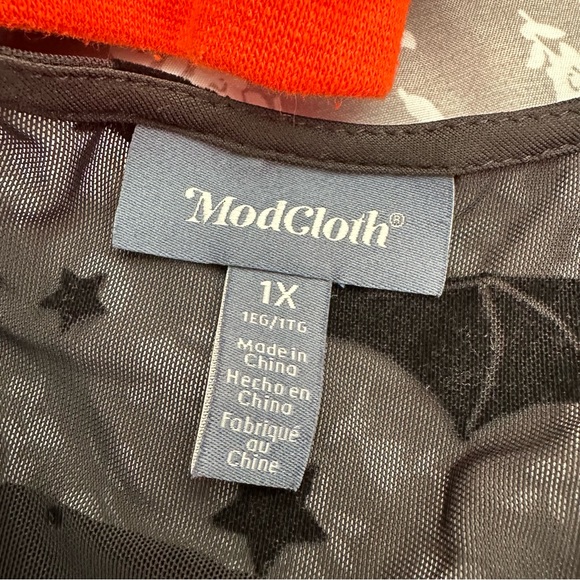 ModCloth®
1X
1EG/1TG
Made in
China
Hecho en
China
Fabriqué
au
Chine